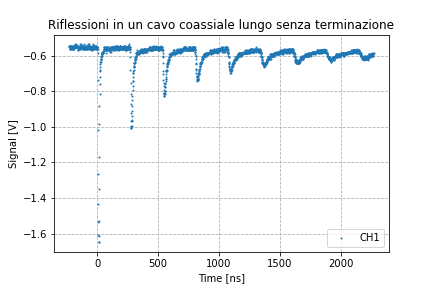 Riflessioni in un cavo coassiale lungo senza terminazione
−0.6
−0.8
−1.0
−1.2
−1.4
−1.6
Signal [V]
CH1
0
500
1000
1500
2000
Time [ns]